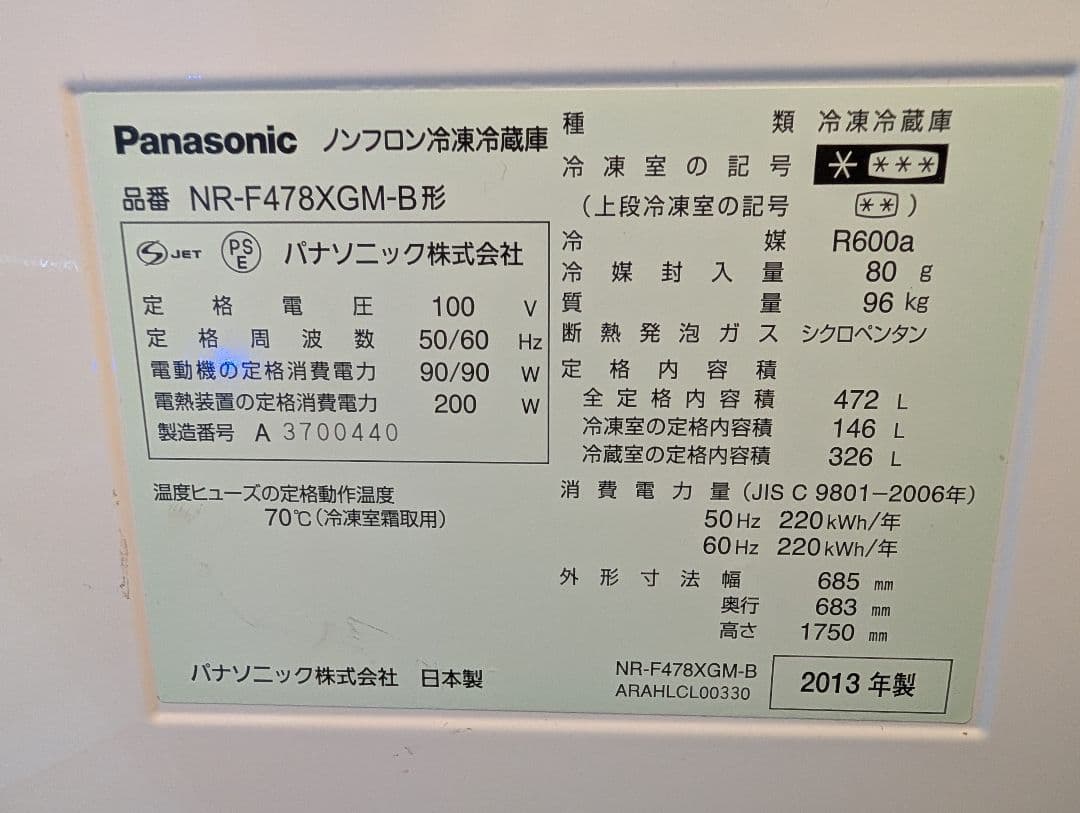 Panasonic ノンフロン冷凍冷蔵庫
品番 NR-F478XGM-B形
S JET PS E パナソニック株式会社
定格電圧 100 V
定格周波数 50/60 Hz
電動機の定格消費電力 90/90 W
電熱装置の定格消費電力 200 W
製造番号 A 3700440
温度ヒューズの定格動作温度
70℃(冷凍室霜取用)
パナソニック株式会社 日本製
種類 冷凍冷蔵庫
冷凍室の記号 * ***
(上段冷凍室の記号 **)
冷媒 R600a
冷媒封入量 80 g
質量 96 kg
断熱発泡ガス シクロペンタン
定格内容積
全定格内容積 472 L
冷凍室の定格内容積 146 L
冷蔵室の定格内容積 326 L
消費電力量(JIS C 9801-2006年)
50Hz 220kWh/年
60Hz 220kWh/年
外形寸法 幅 685 mm
奥行 683 mm
高さ 1750 mm
NR-F478XGM-B
ARAHLCL00330
2013年製